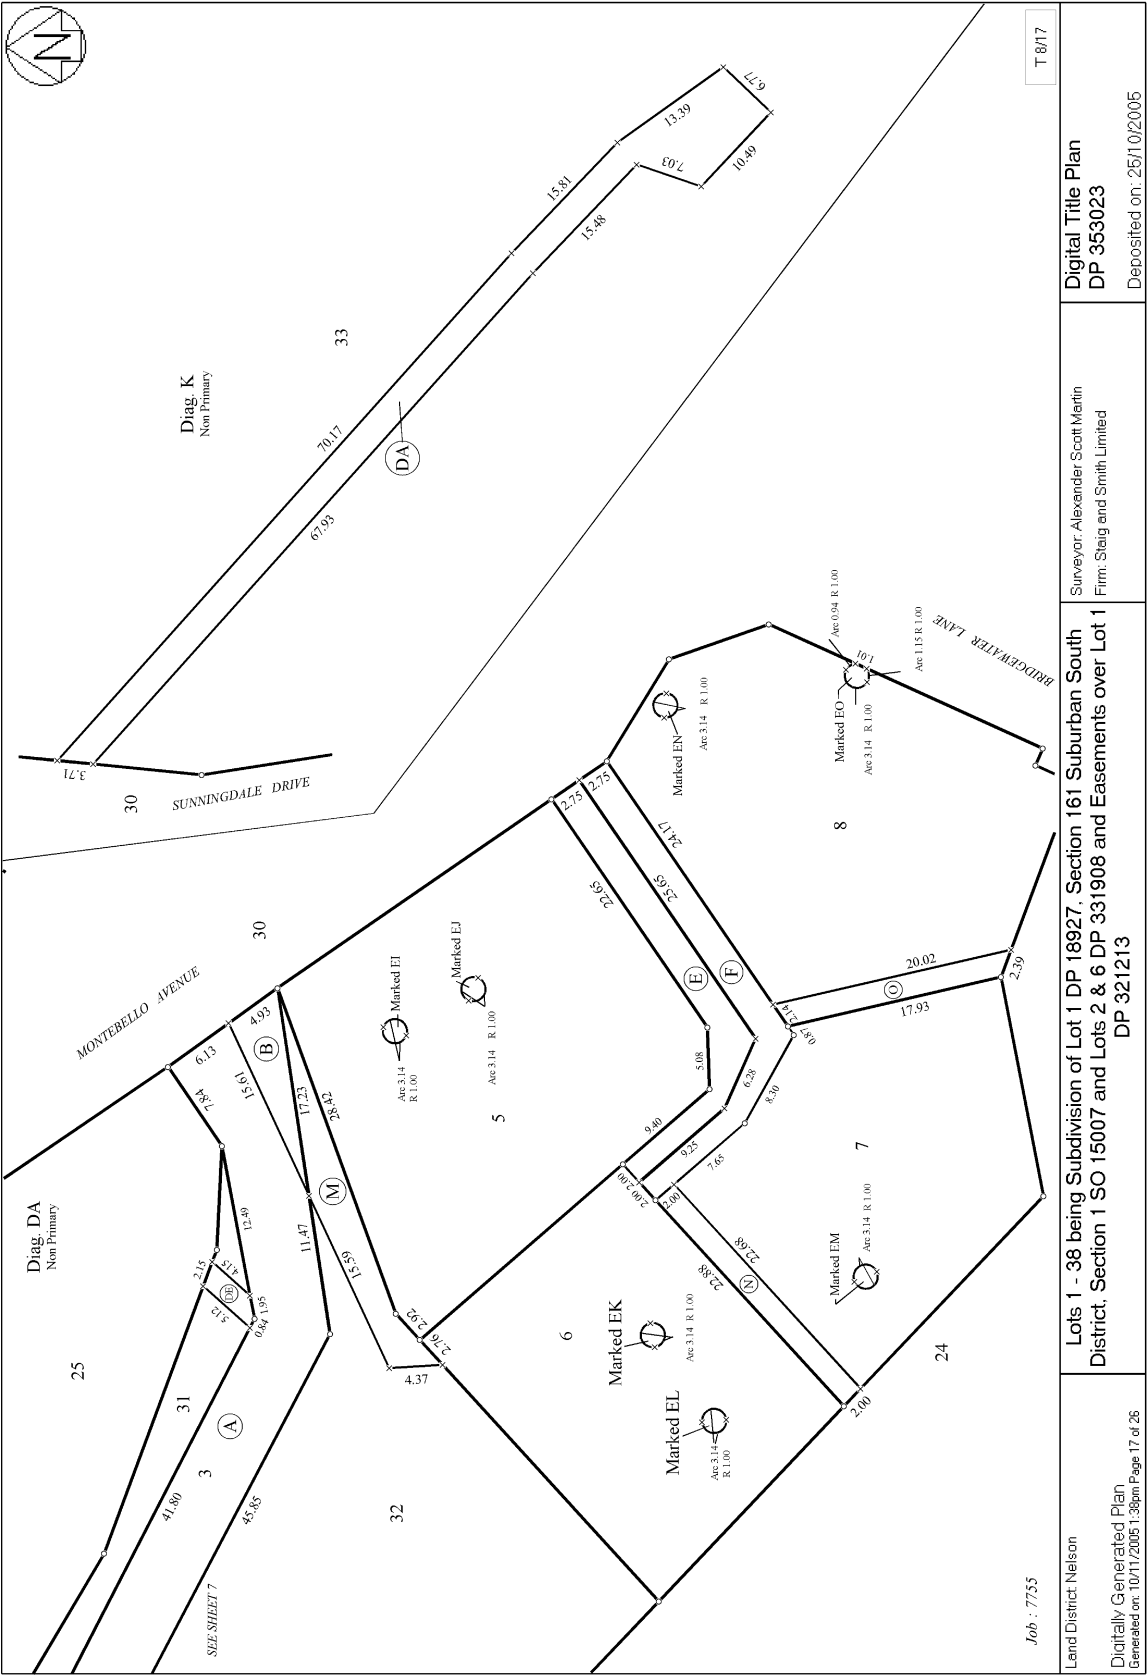 N
T 8/17
Diag. K
Non Primary
33
DA
70.17
67.93
15.81
15.48
13.39
6.77
10.49
7.03
3.71
30
SUNNINGDALE DRIVE
MONTEBELLO AVENUE
30
BRIDGEWATER LANE
Diag. DA
Non Primary
25
31
3
A
41.80
45.85
SEE SHEET 7
32
2.15
4.15
DE
5.12
0.84
1.95
12.49
7.84
6.13
4.93
B
15.61
17.23
28.42
11.47
M
15.59
4.37
2.76
2.92
Marked EI
Arc 3.14
R 1.00
Marked EJ
Arc 3.14 R 1.00
5
2.75
2.75
22.65
25.65
24.17
E
F
5.08
6.28
8.30
9.40
9.25
7.65
2.00
2.00
2.00
2.14
0.87
20.02
O
17.93
2.39
Marked EN
Arc 3.14 R 1.00
Marked EO
Arc 3.14 R 1.00
Arc 0.94 R 1.00
1.01
Arc 1.15 R 1.00
8
7
Marked EM
Arc 3.14 R 1.00
22.68
22.88
N
2.00
6
Marked EK
Arc 3.14 R 1.00
Marked EL
Arc 3.14
R 1.00
24
Job : 7755
Land District: Nelson
Digitally Generated Plan
Generated on: 10/11/2005 1:38pm Page 17 of 26
Lots 1 - 38 being Subdivision of Lot 1 DP 18927, Section 161 Suburban South
District, Section 1 SO 15007 and Lots 2 & 6 DP 331908 and Easements over Lot 1
DP 321213
Surveyor: Alexander Scott Martin
Firm: Staig and Smith Limited
Digital Title Plan
DP 353023
Deposited on: 25/10/2005